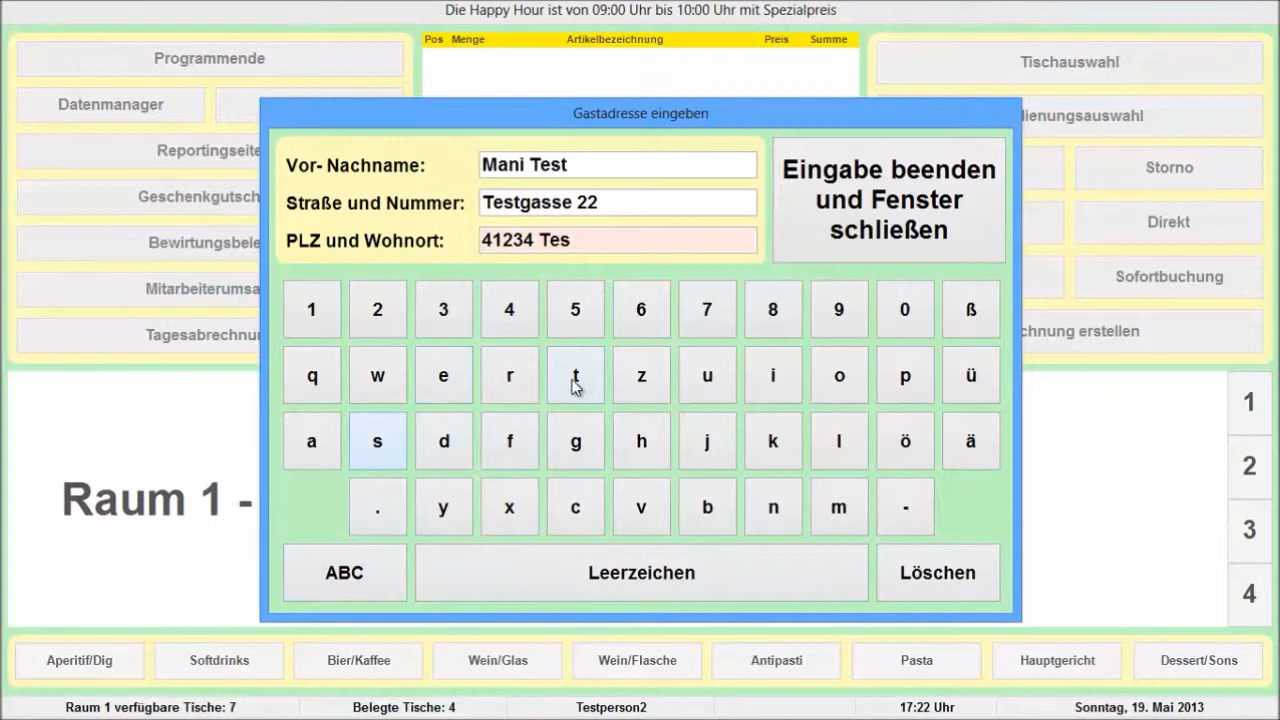 Die Happy Hour ist von 09:00 Uhr bis 10:00 Uhr mit Spezialpreis
Programmende
Datenmanager
Reportingseite
Geschenkgutsch
Bewirtungsbele
Mitarbeiterumsa
Tagesabrechnu
Pos Menge Artikelbezeichnung Preis Summe
Tischauswahl
dienungsauswahl
Storno
Direkt
Sofortbuchung
chnung erstellen
Gastadresse eingeben
Vor- Nachname: Mani Test
Straße und Nummer: Testgasse 22
PLZ und Wohnort: 41234 Tes
Eingabe beenden
und Fenster
schließen
1 2 3 4 5 6 7 8 9 0 ß
q w e r t z u i o p ü
a s d f g h j k l ö ä
. y x c v b n m -
ABC Leerzeichen Löschen
Raum 1 -
1
2
3
4
Aperitif/Dig Softdrinks Bier/Kaffee Wein/Glas Wein/Flasche Antipasti Pasta Hauptgericht Dessert/Sons
Raum 1 verfügbare Tische: 7 Belegte Tische: 4 Testperson2 17:22 Uhr Sonntag, 19. Mai 2013